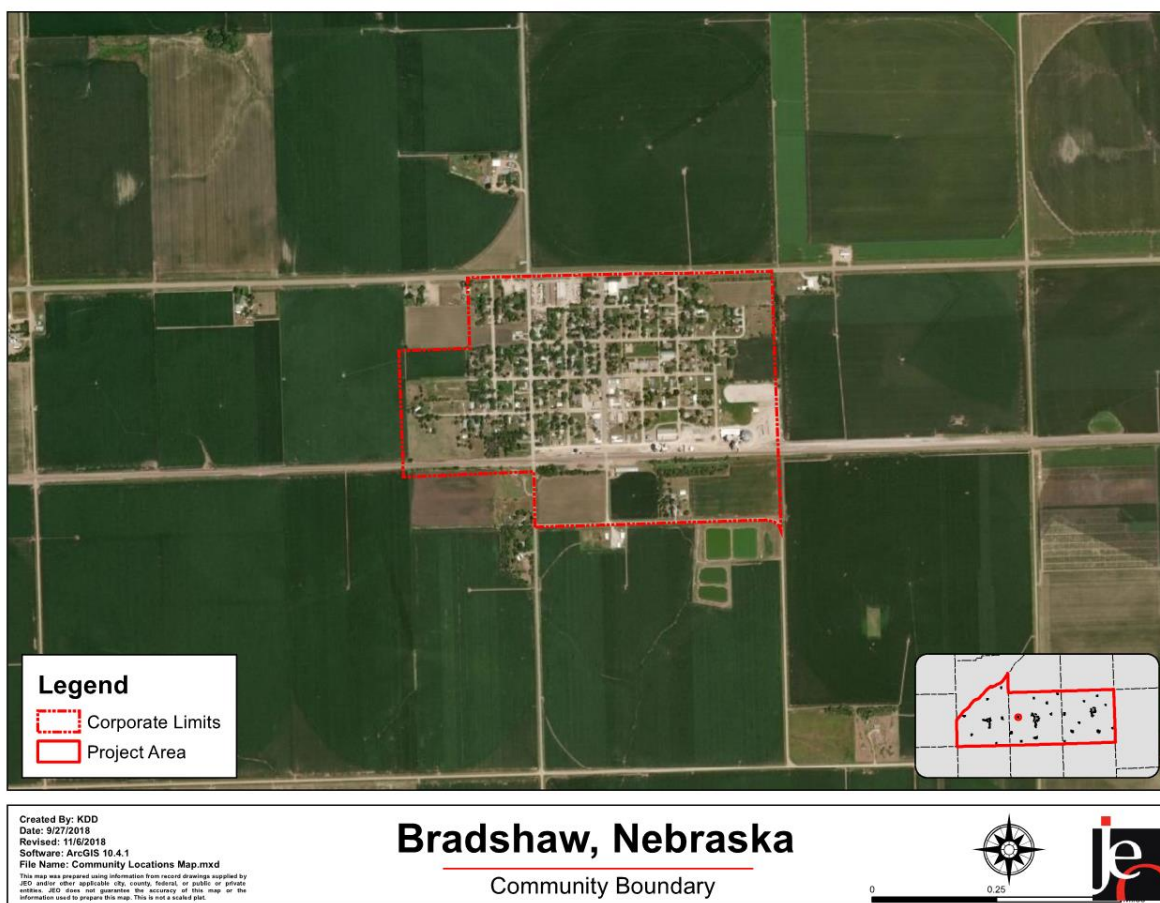 Legend
Corporate Limits
Project Area
Created By: KDD
Date: 9/27/2018
Revised: 11/6/2018
Software: ArcGIS 10.4.1
File Name: Community Locations Map.mxd
This map was prepared using information from record drawings supplied by
JEO and/or other applicable city, county, federal, or public or private
entities. JEO does not guarantee the accuracy of this map or the
information used to prepare this map. This is not a scaled plat.
Bradshaw, Nebraska
Community Boundary
0 0.25
jeo